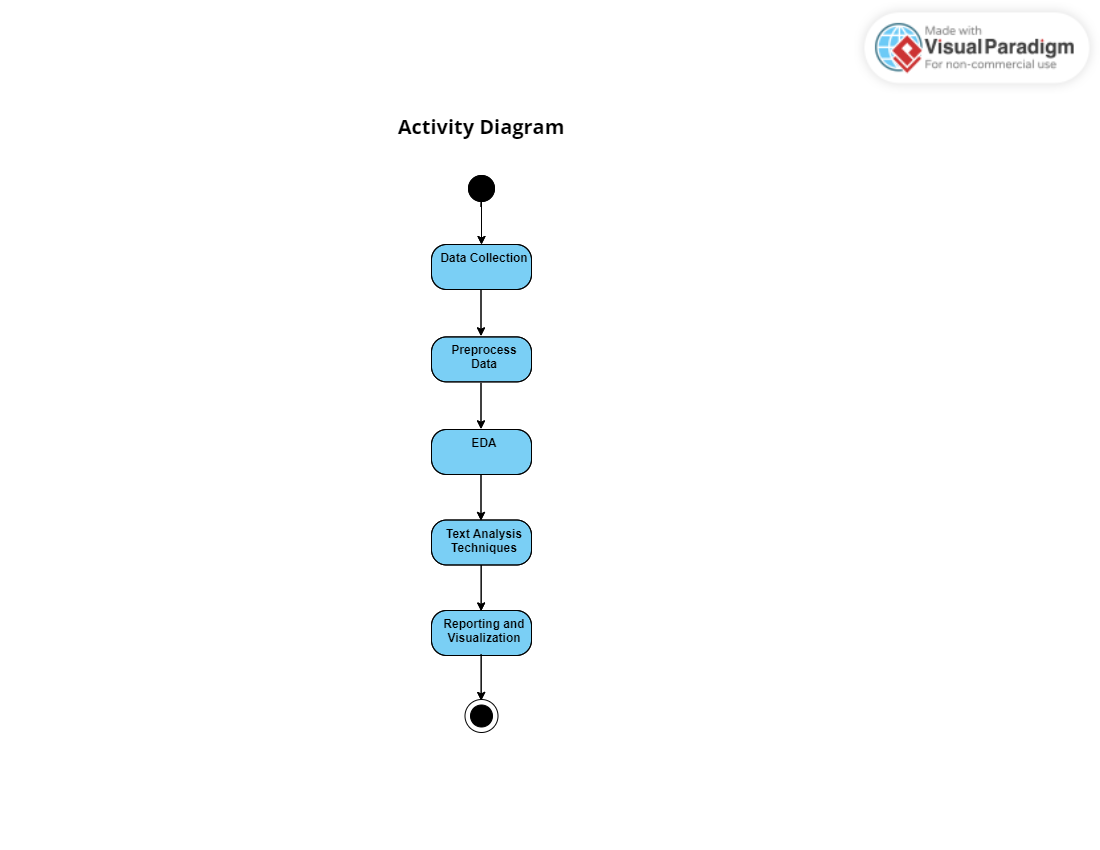 Made with
Visual Paradigm
For non-commercial use
Activity Diagram
Data Collection
Preprocess
Data
EDA
Text Analysis
Techniques
Reporting and
Visualization